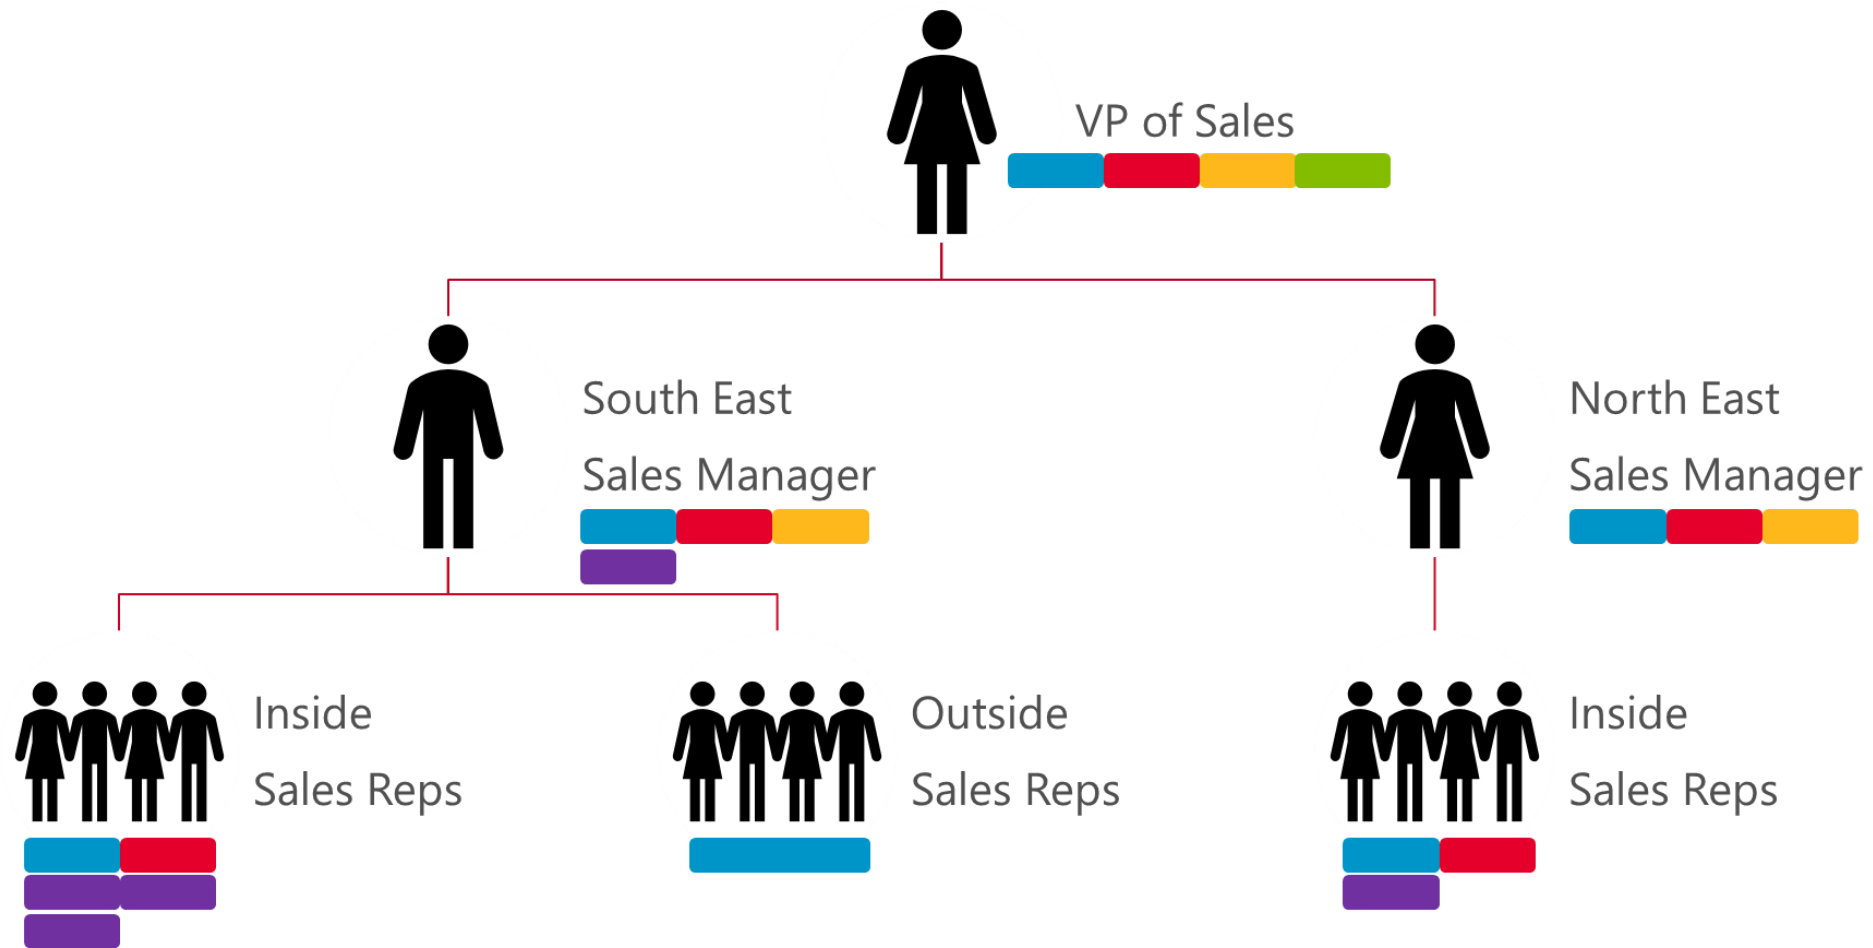 VP of Sales
South East
Sales Manager
North East
Sales Manager
Inside
Sales Reps
Outside
Sales Reps
Inside
Sales Reps